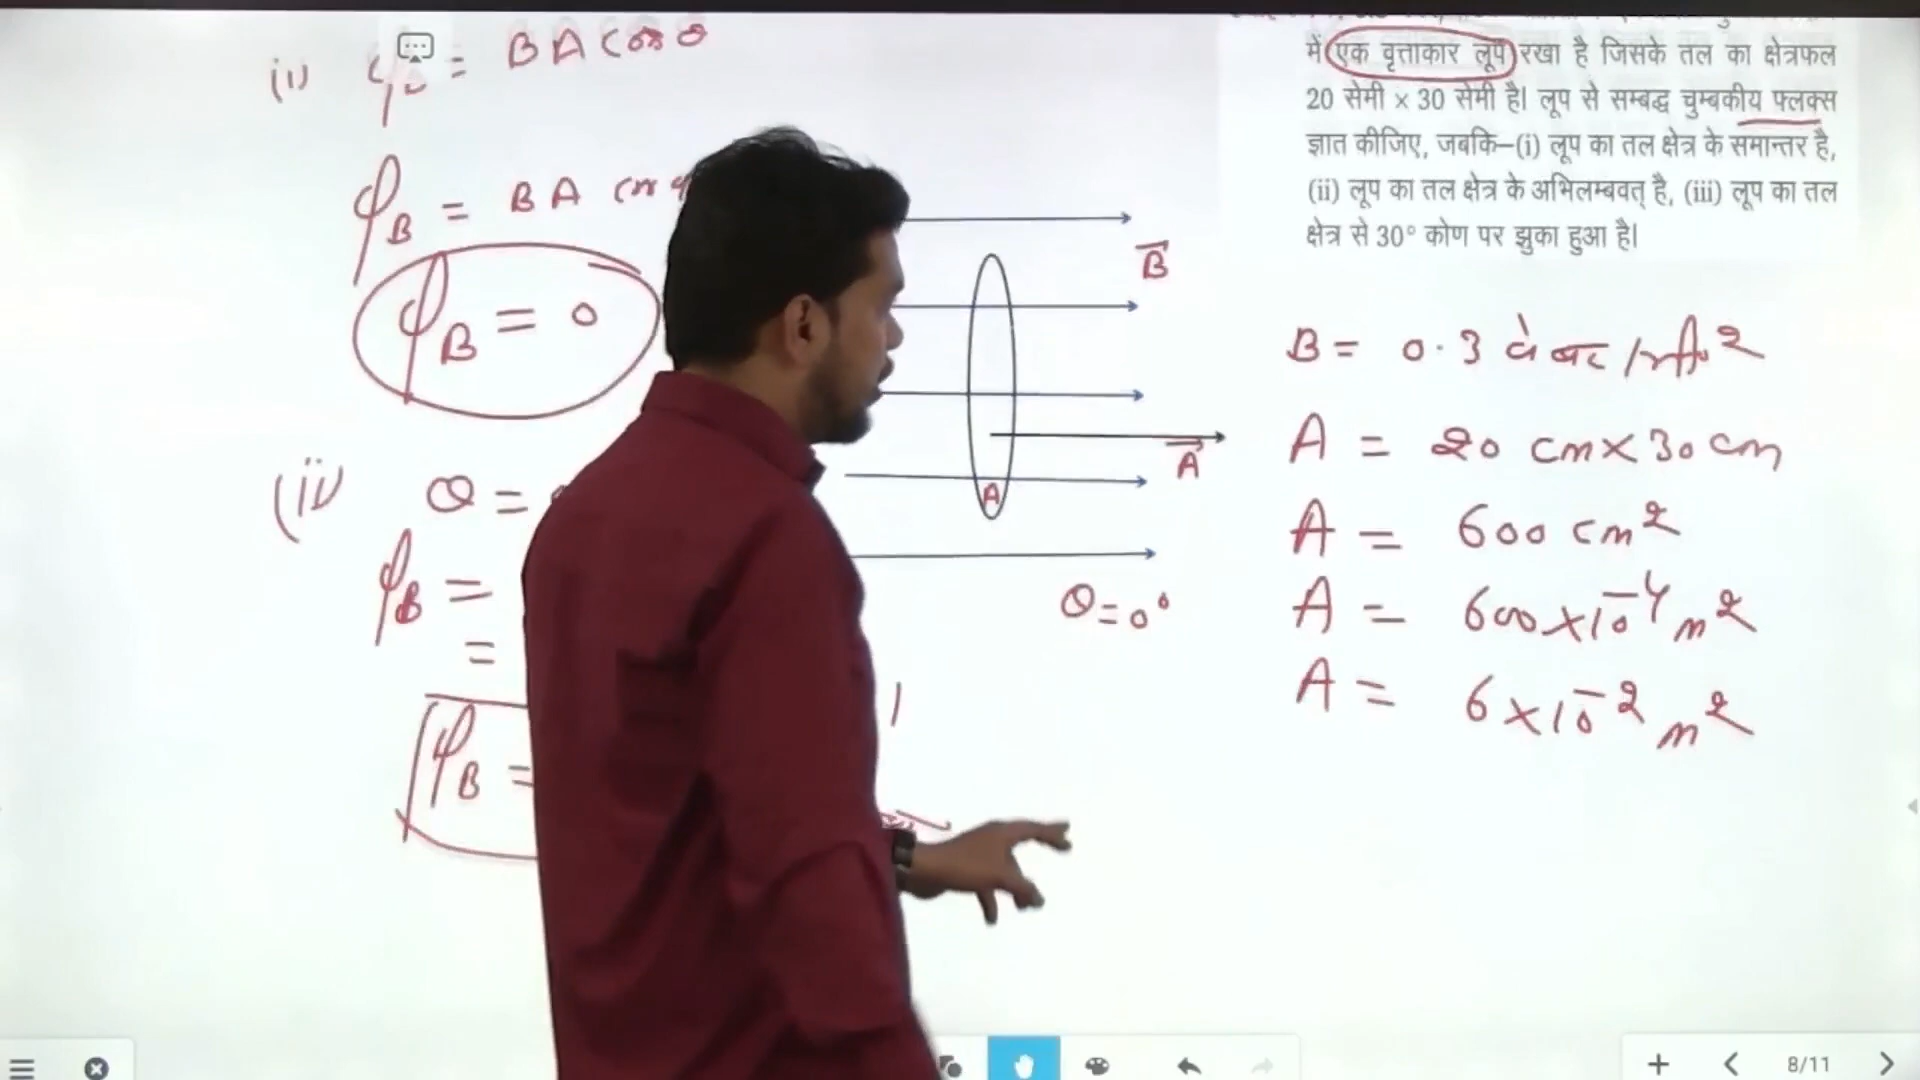 (i)
= BA Cosθ
φB = BA
φB = 0
(ii) θ =
φB =
=
φB =
B
A
A
θ = 0°
में एक वृत्ताकार लूप रखा है जिसके तल का क्षेत्रफल
20 सेमी × 30 सेमी है। लूप से सम्बद्ध चुम्बकीय फ्लक्स
ज्ञात कीजिए, जबकि–(i) लूप का तल क्षेत्र के समान्तर है,
(ii) लूप का तल क्षेत्र के अभिलम्बवत् है, (iii) लूप का तल
क्षेत्र से 30° कोण पर झुका हुआ है।
B = 0.3 वेबर/मी.2
A = 20 cm×30 cm
A = 600 cm2
A = 600×10-4 m2
A = 6×10-2 m2
8/11